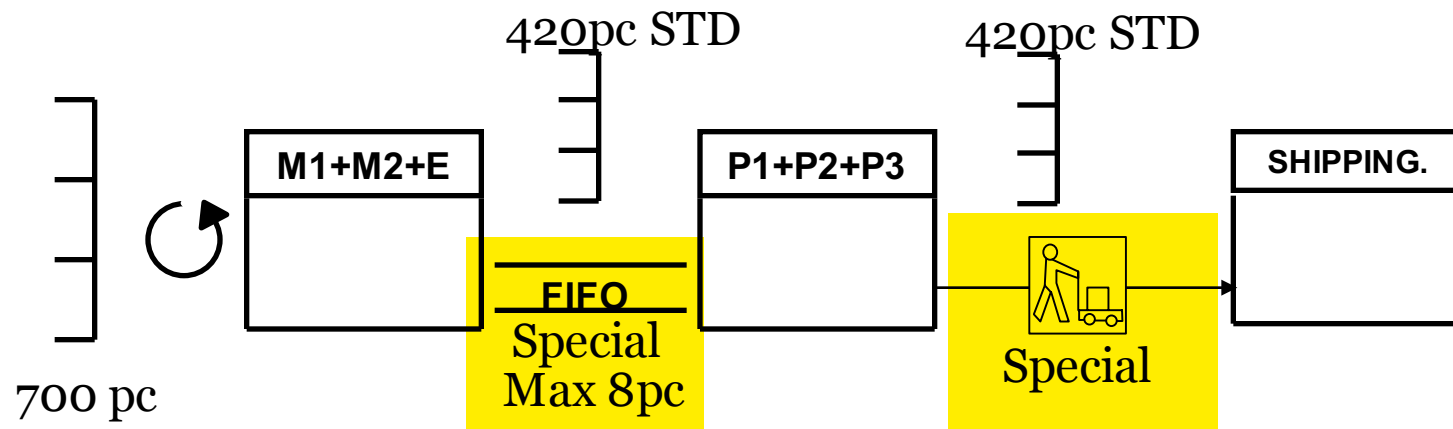 420pc STD
420pc STD
M1+M2+E
P1+P2+P3
SHIPPING.
FIFO
Special
Max 8pc
Special
700 pc